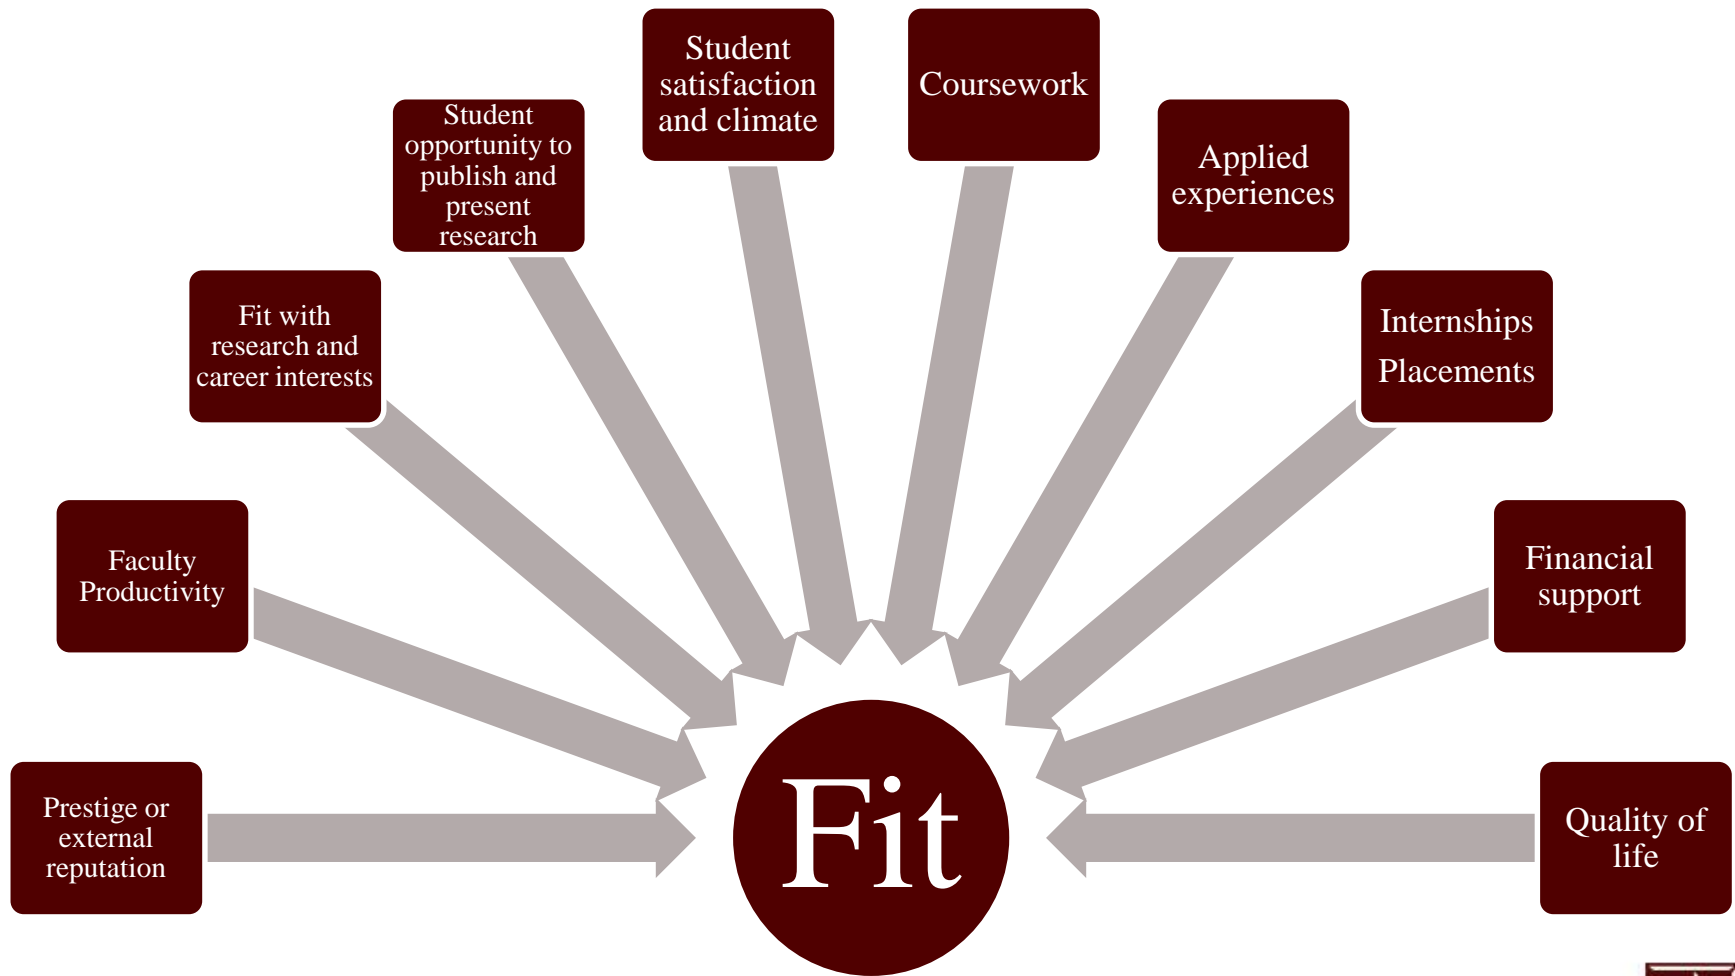 Prestige or
external
reputation
Faculty
Productivity
Fit with
research and
career interests
Student
opportunity to
publish and
present
research
Student
satisfaction
and climate
Coursework
Applied
experiences
Internships
Placements
Financial
support
Quality of
life
Fit